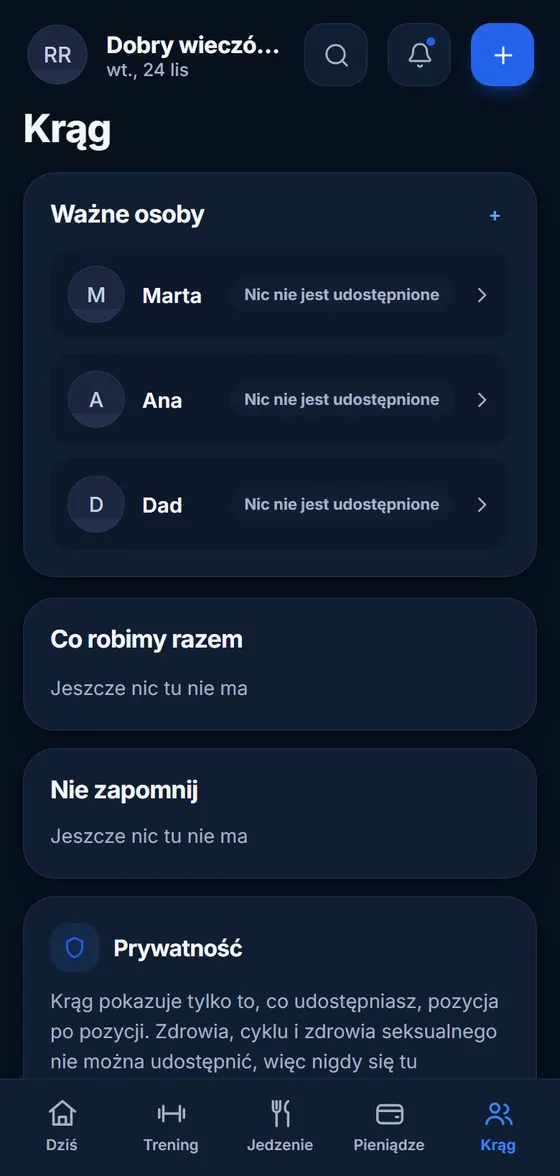 RR
Dobry wieczó...
wt., 24 lis
+
Krąg
Ważne osoby
+
M
Marta
Nic nie jest udostępnione
A
Ana
Nic nie jest udostępnione
D
Dad
Nic nie jest udostępnione
Co robimy razem
Jeszcze nic tu nie ma
Nie zapomnij
Jeszcze nic tu nie ma
Prywatność
Krąg pokazuje tylko to, co udostępniasz, pozycja
po pozycji. Zdrowia, cyklu i zdrowia seksualnego
nie można udostępnić, więc nigdy się tu
Dziś
Trening
Jedzenie
Pieniądze
Krąg